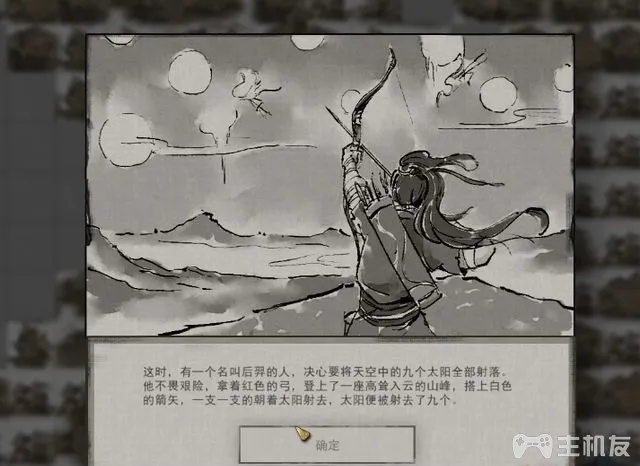 这时，有一个名叫后羿的人，决心要将天空中的九个太阳全部射落。
他不畏艰险，拿着红色的弓，登上了一座高耸入云的山峰，搭上白色
的箭矢，一支一支的朝着太阳射去，太阳便被射去了九个。
确定
主机友